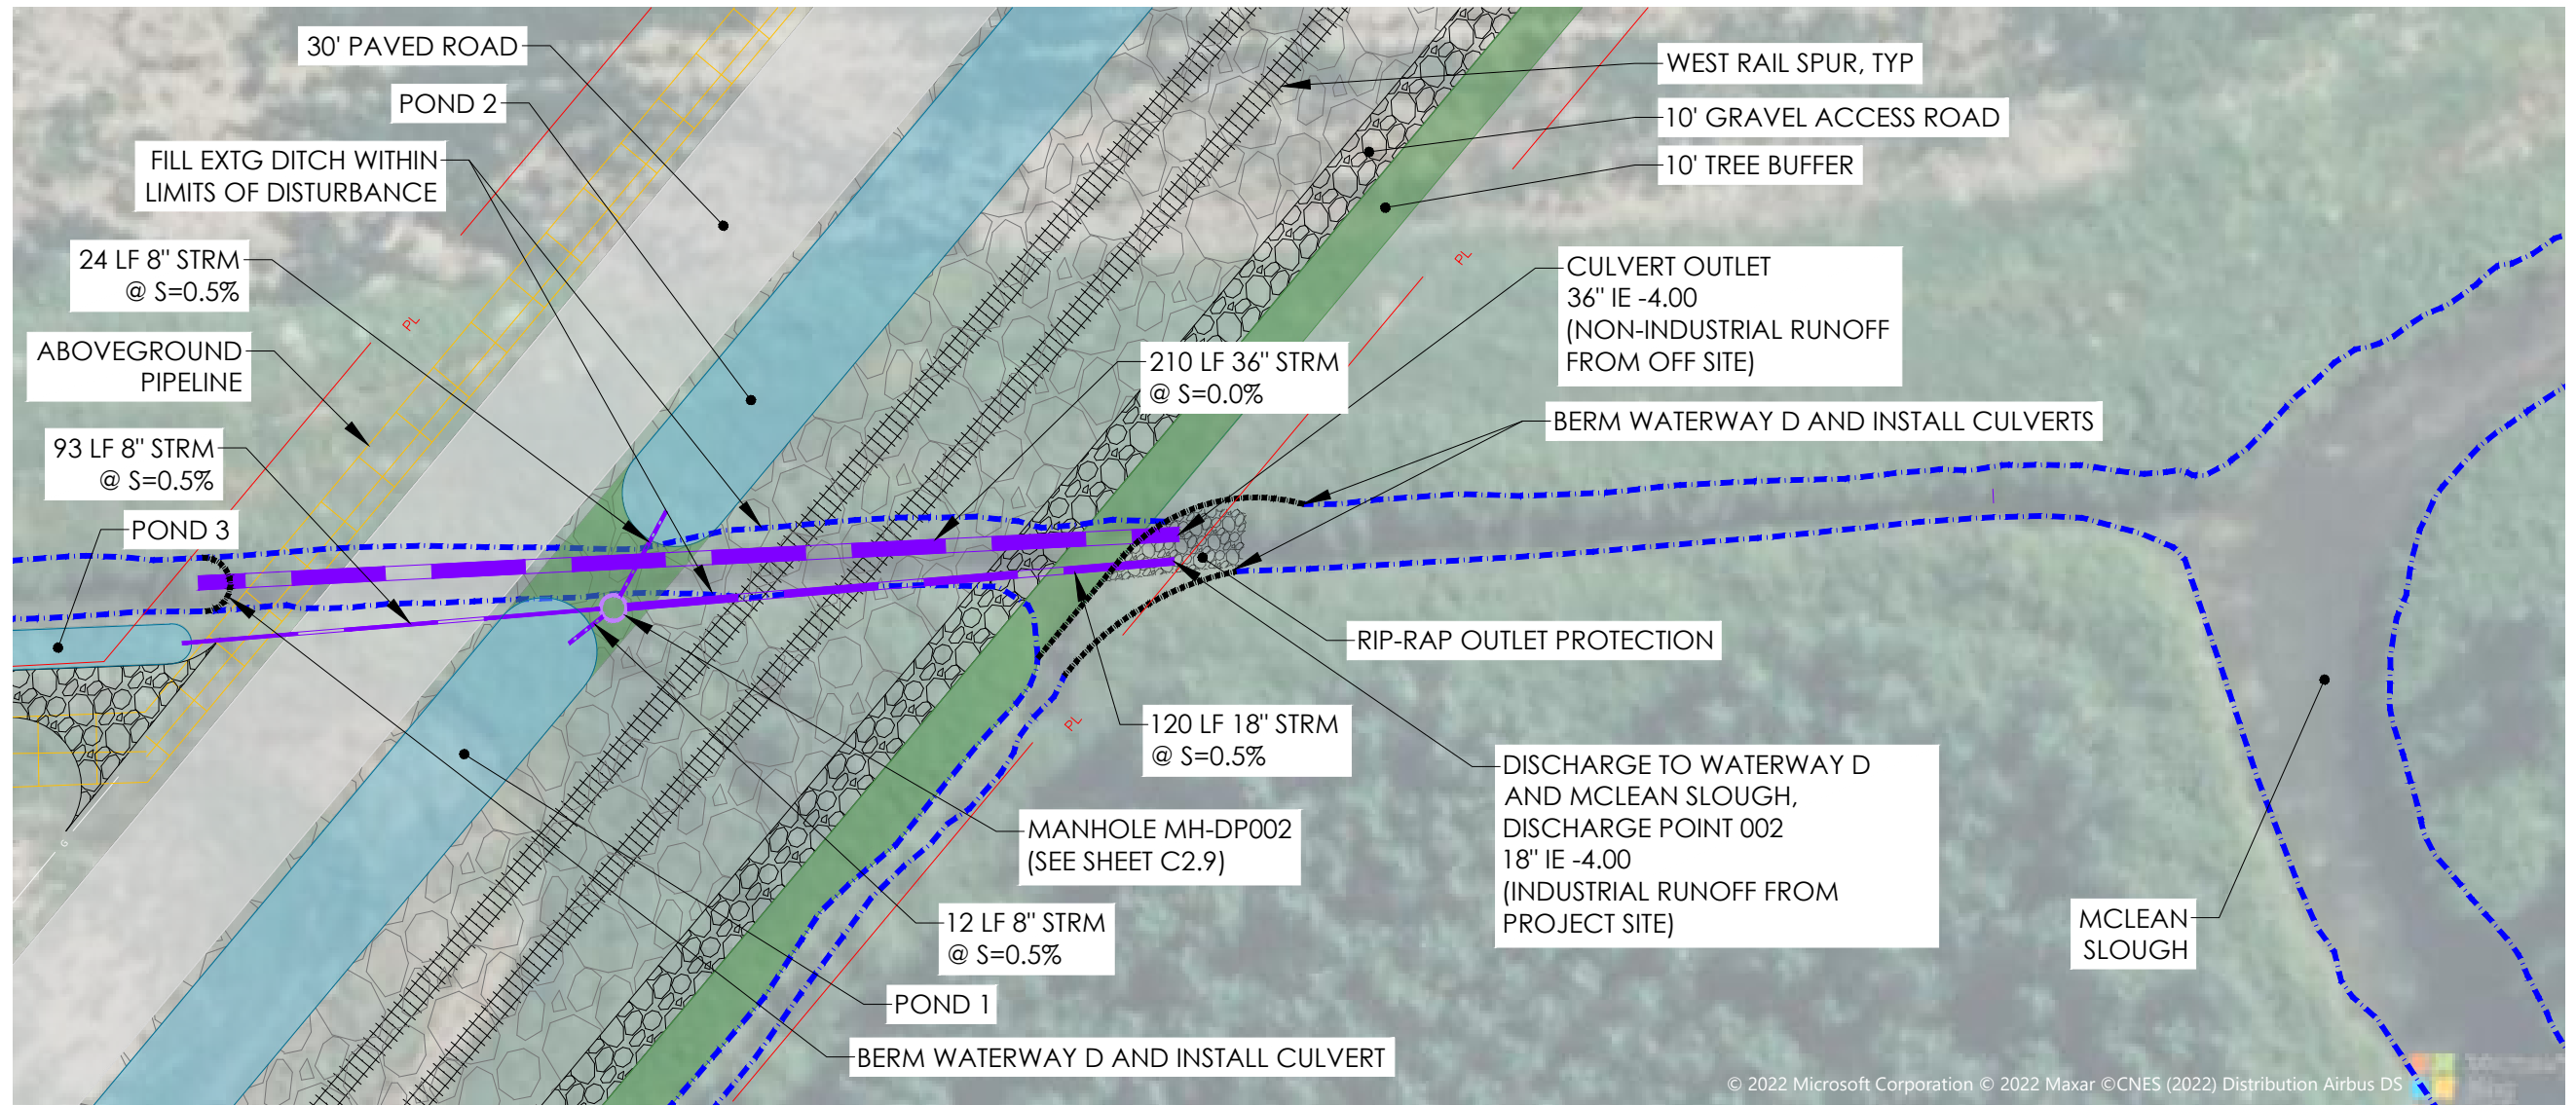 30' PAVED ROAD
POND 2
FILL EXTG DITCH WITHIN
LIMITS OF DISTURBANCE
24 LF 8" STRM
@ S=0.5%
ABOVEGROUND
PIPELINE
93 LF 8" STRM
@ S=0.5%
POND 3
PL
WEST RAIL SPUR, TYP
10' GRAVEL ACCESS ROAD
10' TREE BUFFER
PL
CULVERT OUTLET
36" IE -4.00
(NON-INDUSTRIAL RUNOFF
FROM OFF SITE)
210 LF 36" STRM
@ S=0.0%
BERM WATERWAY D AND INSTALL CULVERTS
RIP-RAP OUTLET PROTECTION
PL
120 LF 18" STRM
@ S=0.5%
DISCHARGE TO WATERWAY D
AND MCLEAN SLOUGH,
DISCHARGE POINT 002
18" IE -4.00
(INDUSTRIAL RUNOFF FROM
PROJECT SITE)
MANHOLE MH-DP002
(SEE SHEET C2.9)
12 LF 8" STRM
@ S=0.5%
POND 1
BERM WATERWAY D AND INSTALL CULVERT
MCLEAN
SLOUGH
G
© 2022 Microsoft Corporation © 2022 Maxar ©CNES (2022) Distribution Airbus DS